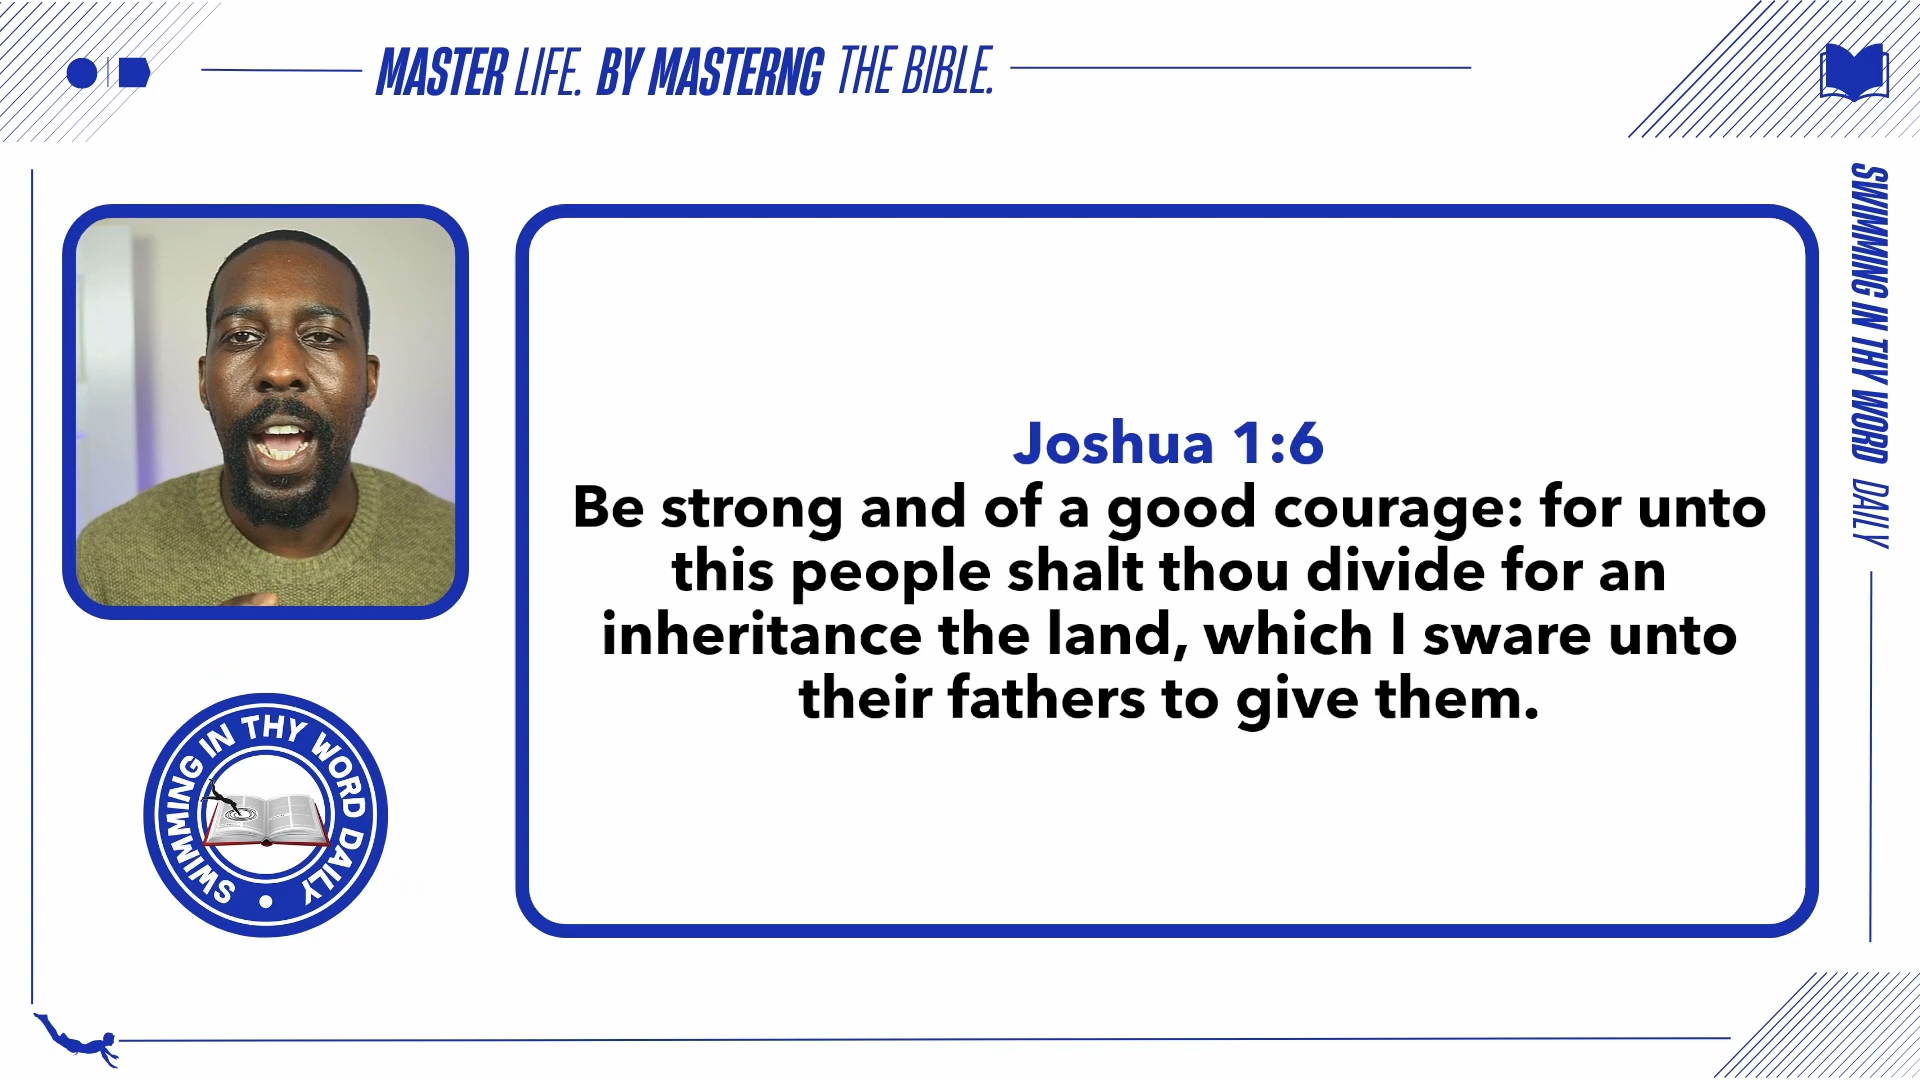 MASTER LIFE. BY MASTERNG THE BIBLE.
SWIMMING IN THY WORD DAILY
Joshua 1:6
Be strong and of a good courage: for unto
this people shalt thou divide for an
inheritance the land, which I sware unto
their fathers to give them.
SWIMMING IN THY WORD DAILY